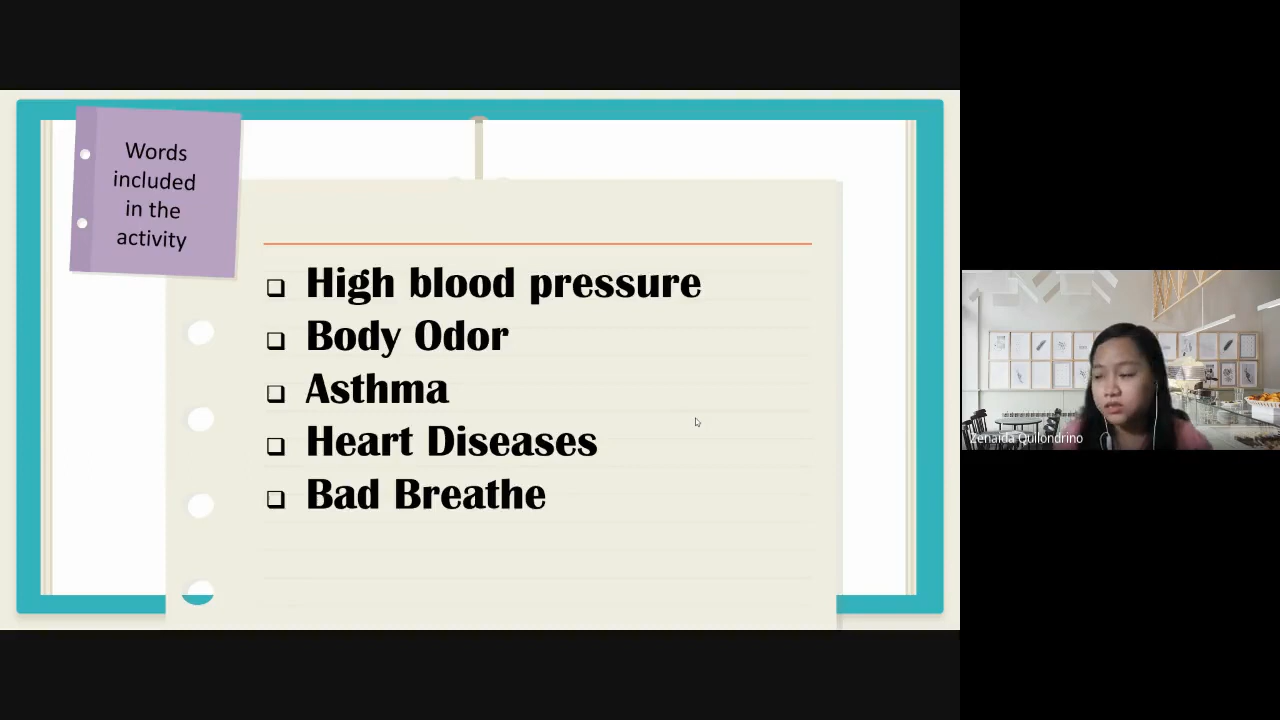 Words
included
in the
activity
❑ High blood pressure
❑ Body Odor
❑ Asthma
❑ Heart Diseases
❑ Bad Breathe
Zenaida Quilondrino